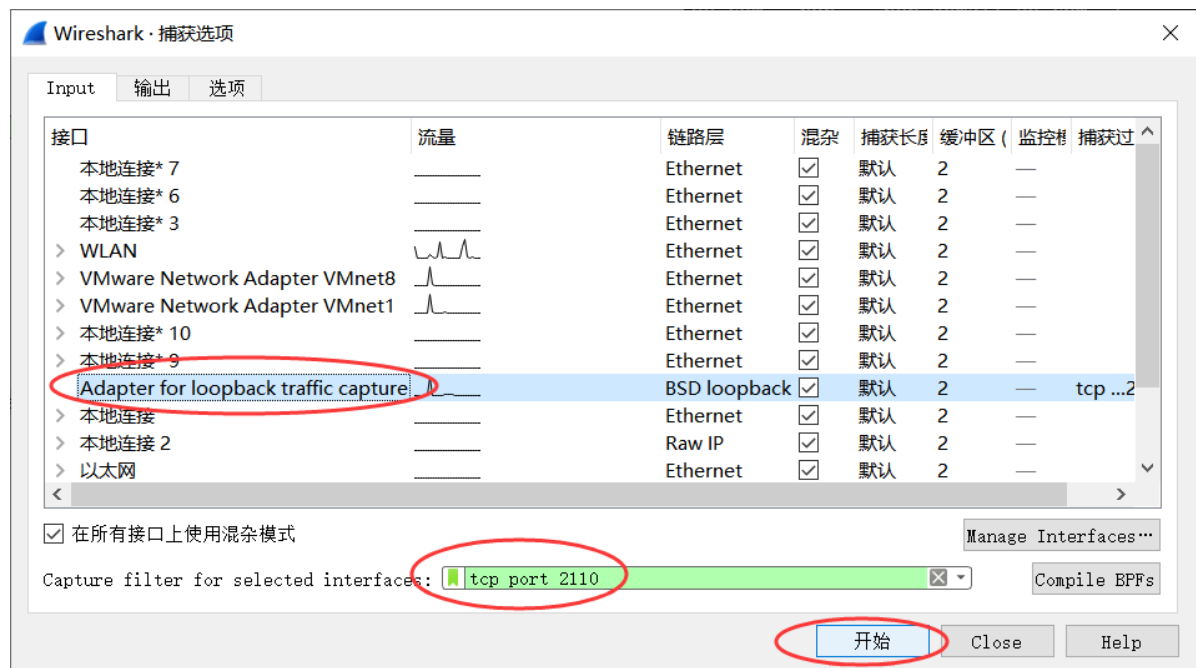 Wireshark · 捕获选项
Input 输出 选项
接口 流量 链路层 混杂 捕获长度 缓冲区 ( 监控模 捕获过
本地连接* 7 Ethernet 默认 2 —
本地连接* 6 Ethernet 默认 2 —
本地连接* 3 Ethernet 默认 2 —
WLAN Ethernet 默认 2 —
VMware Network Adapter VMnet8 Ethernet 默认 2 —
VMware Network Adapter VMnet1 Ethernet 默认 2 —
本地连接* 10 Ethernet 默认 2 —
本地连接* 9 Ethernet 默认 2 —
Adapter for loopback traffic capture BSD loopback 默认 2 — tcp ...2
本地连接 Ethernet 默认 2 —
本地连接 2 Raw IP 默认 2 —
以太网 Ethernet 默认 2 —
在所有接口上使用混杂模式 Manage Interfaces…
Capture filter for selected interfaces: tcp port 2110 Compile BPFs
开始 Close Help